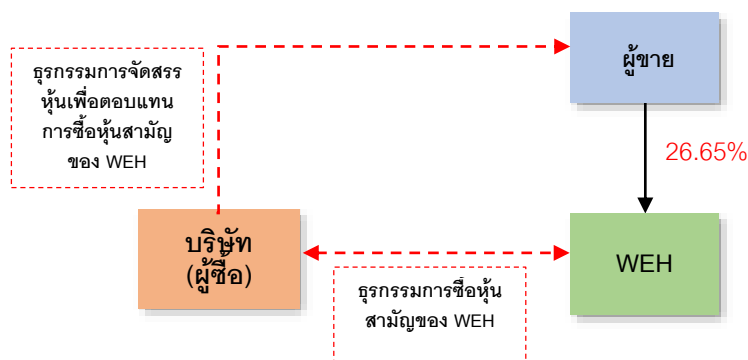 ธุรกรรมการจัดสรร
หุ้นเพื่อตอบแทน
การซื้อหุ้นสามัญ
ของ WEH
ผู้ขาย
26.65%
บริษัท
(ผู้ซื้อ)
WEH
ธุรกรรมการซื้อหุ้น
สามัญของ WEH